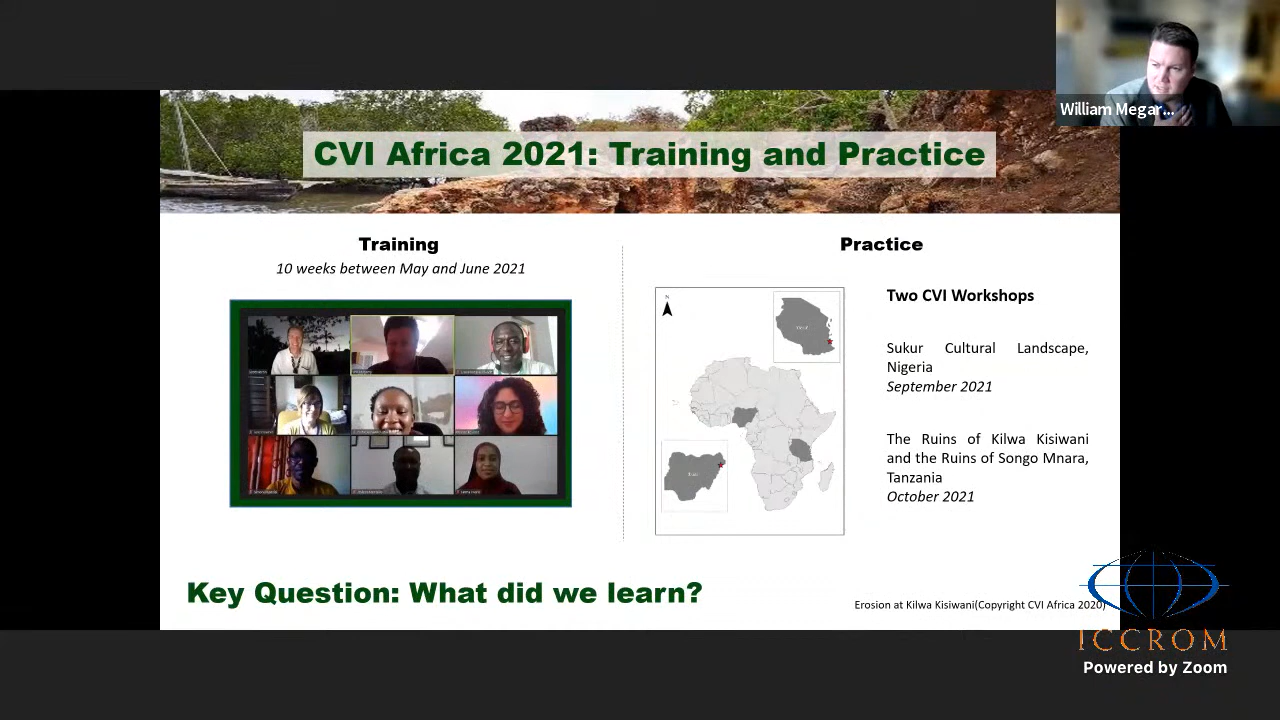 William Megar...
CVI Africa 2021: Training and Practice
Training
10 weeks between May and June 2021
Practice
N
Two CVI Workshops
Sukur Cultural Landscape,
Nigeria
September 2021
The Ruins of Kilwa Kisiwani
and the Ruins of Songo Mnara,
Tanzania
October 2021
Key Question: What did we learn?
Erosion at Kilwa Kisiwani(Copyright CVI Africa 2020)
ICCROM
Powered by Zoom